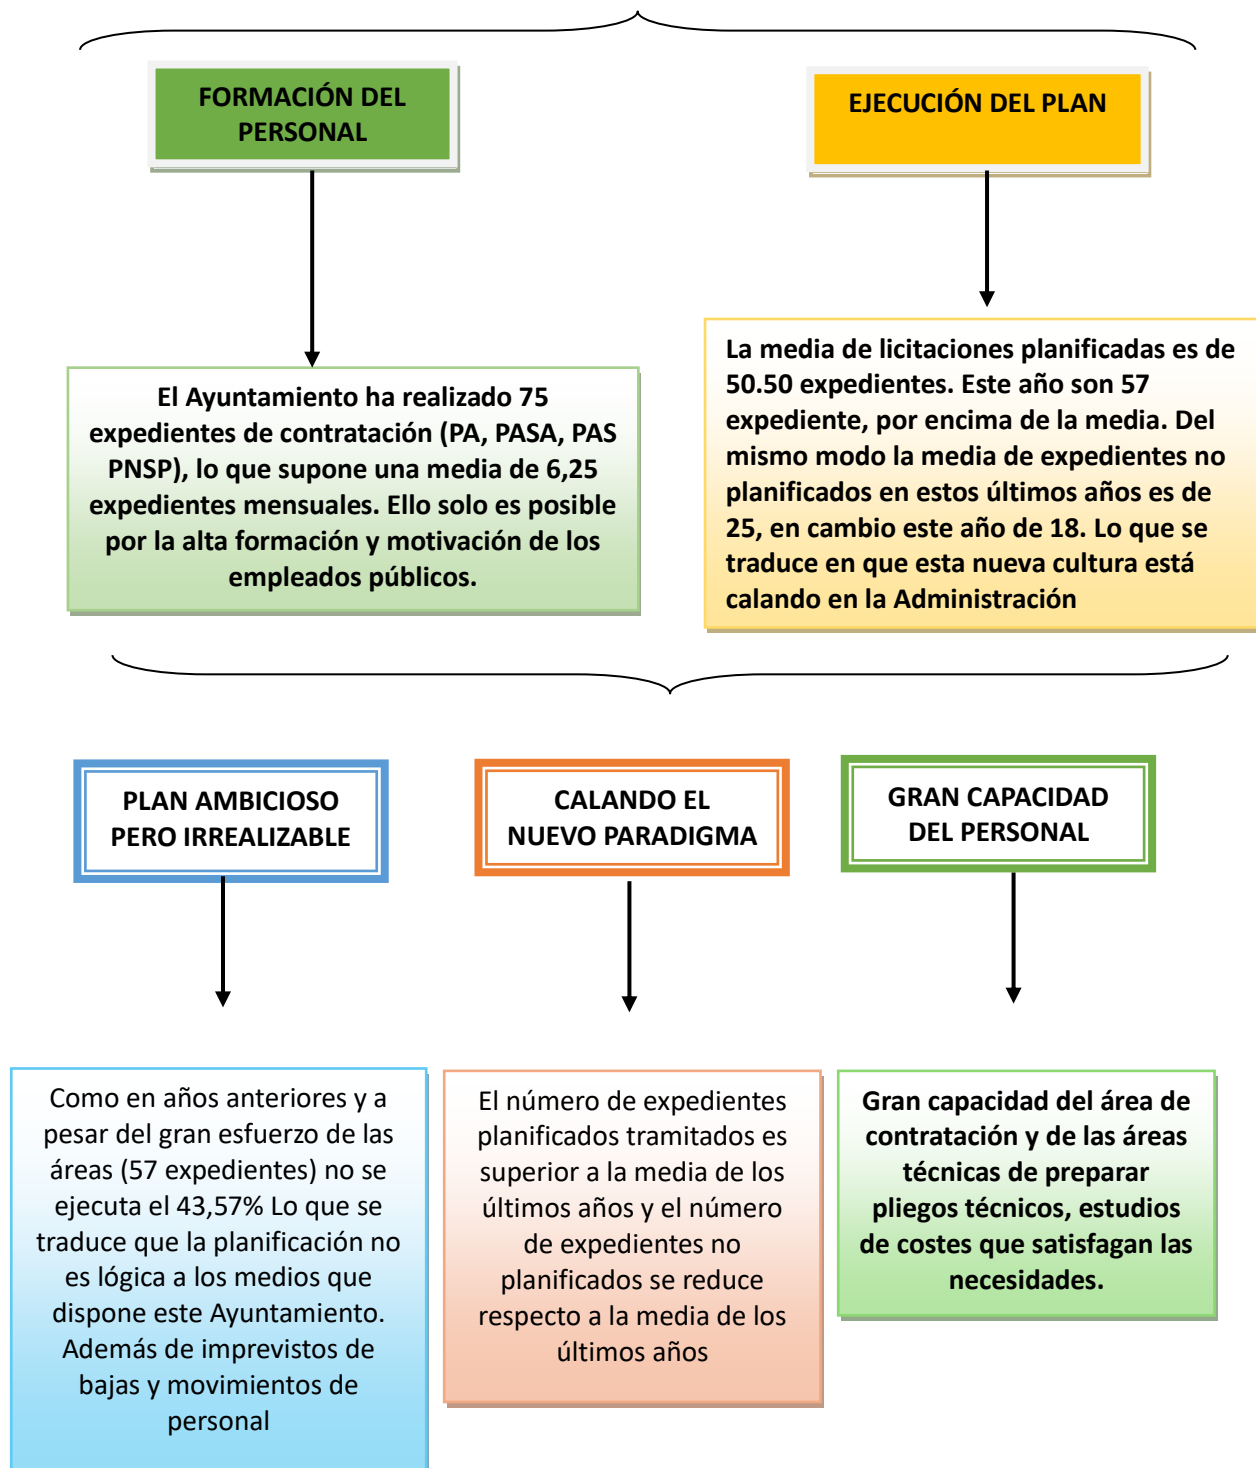 FORMACIÓN DEL
PERSONAL
EJECUCIÓN DEL PLAN
El Ayuntamiento ha realizado 75
expedientes de contratación (PA, PASA, PAS
PNSP), lo que supone una media de 6,25
expedientes mensuales. Ello solo es posible
por la alta formación y motivación de los
empleados públicos.
La media de licitaciones planificadas es de
50.50 expedientes. Este año son 57
expediente, por encima de la media. Del
mismo modo la media de expedientes no
planificados en estos últimos años es de
25, en cambio este año de 18. Lo que se
traduce en que esta nueva cultura está
calando en la Administración
PLAN AMBICIOSO
PERO IRREALIZABLE
CALANDO EL
NUEVO PARADIGMA
GRAN CAPACIDAD
DEL PERSONAL
Como en años anteriores y a
pesar del gran esfuerzo de las
áreas (57 expedientes) no se
ejecuta el 43,57% Lo que se
traduce que la planificación no
es lógica a los medios que
dispone este Ayuntamiento.
Además de imprevistos de
bajas y movimientos de
personal
El número de expedientes
planificados tramitados es
superior a la media de los
últimos años y el número
de expedientes no
planificados se reduce
respecto a la media de los
últimos años
Gran capacidad del área de
contratación y de las áreas
técnicas de preparar
pliegos técnicos, estudios
de costes que satisfagan las
necesidades.